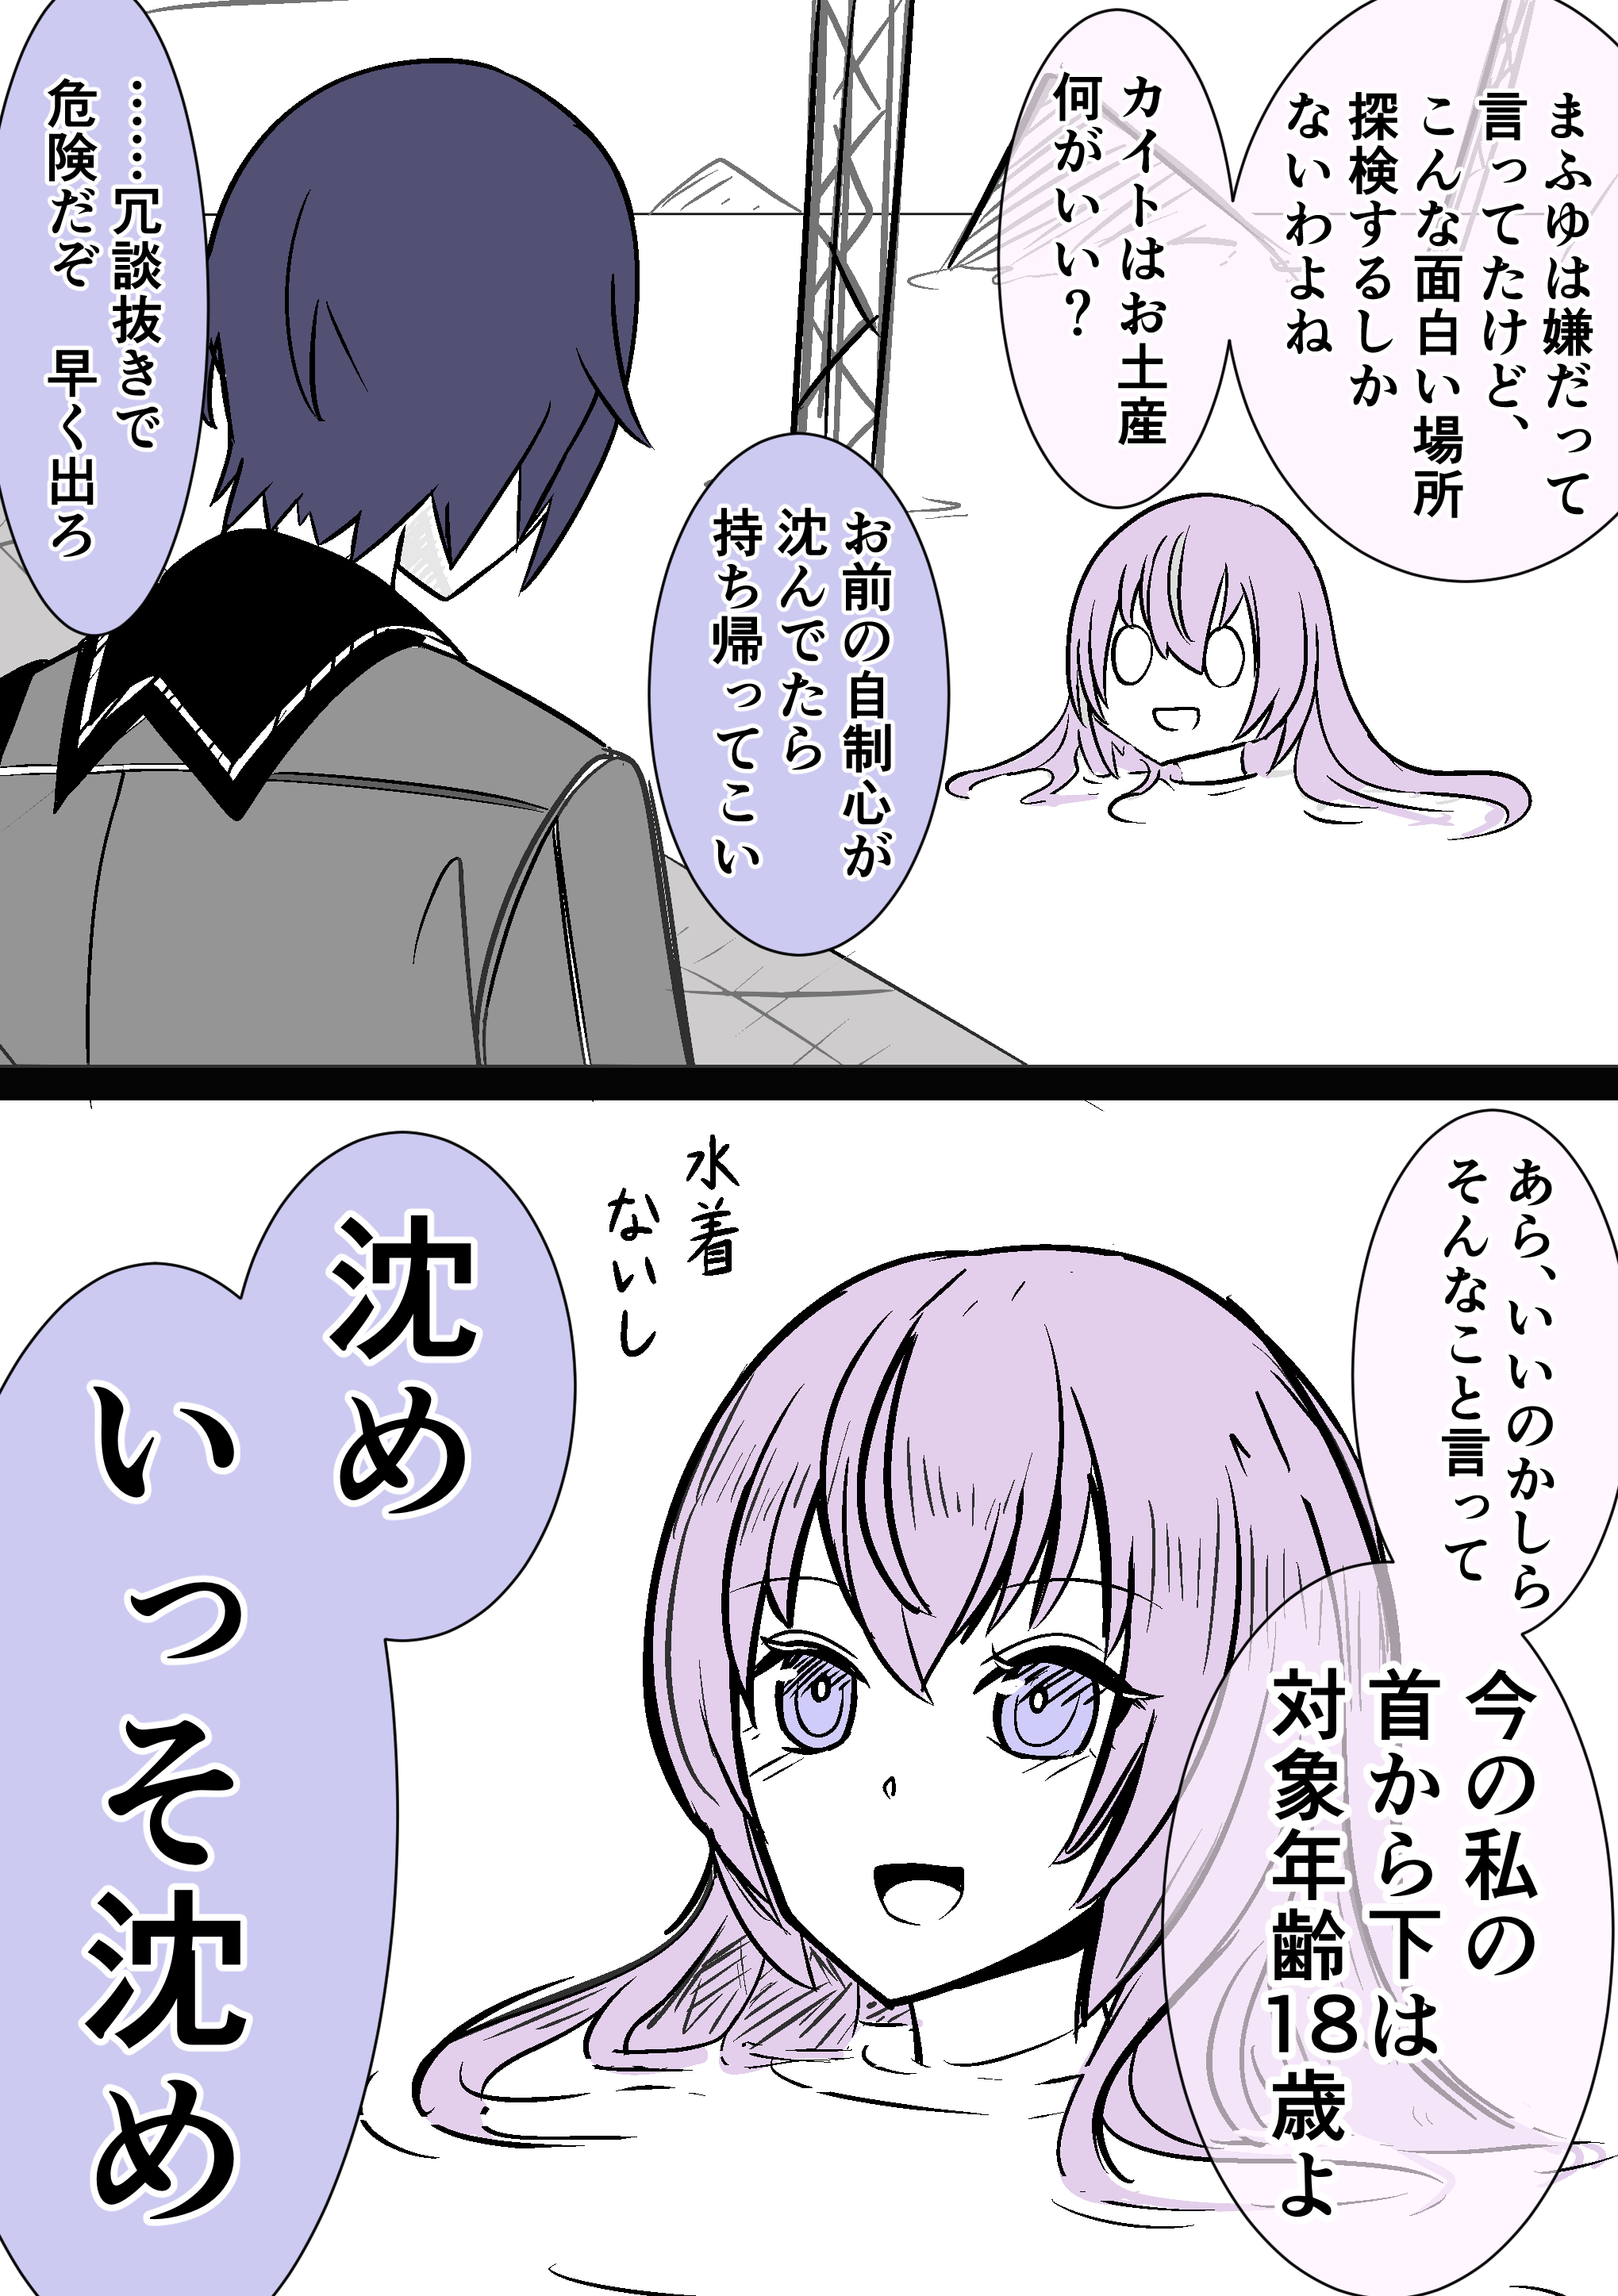 まふゆは嫌だって
言ってたけど、
こんな面白い場所
探検するしか
ないわよね
カイトはお土産
何がいい？
お前の自制心が
沈んでたら
持ち帰ってこい
………冗談抜きで
危険だぞ　早く出ろ
あら、いいのかしら
そんなこと言って
今の私の
首から下は
対象年齢18歳よ
水着
ないし
沈め
いっそ沈め